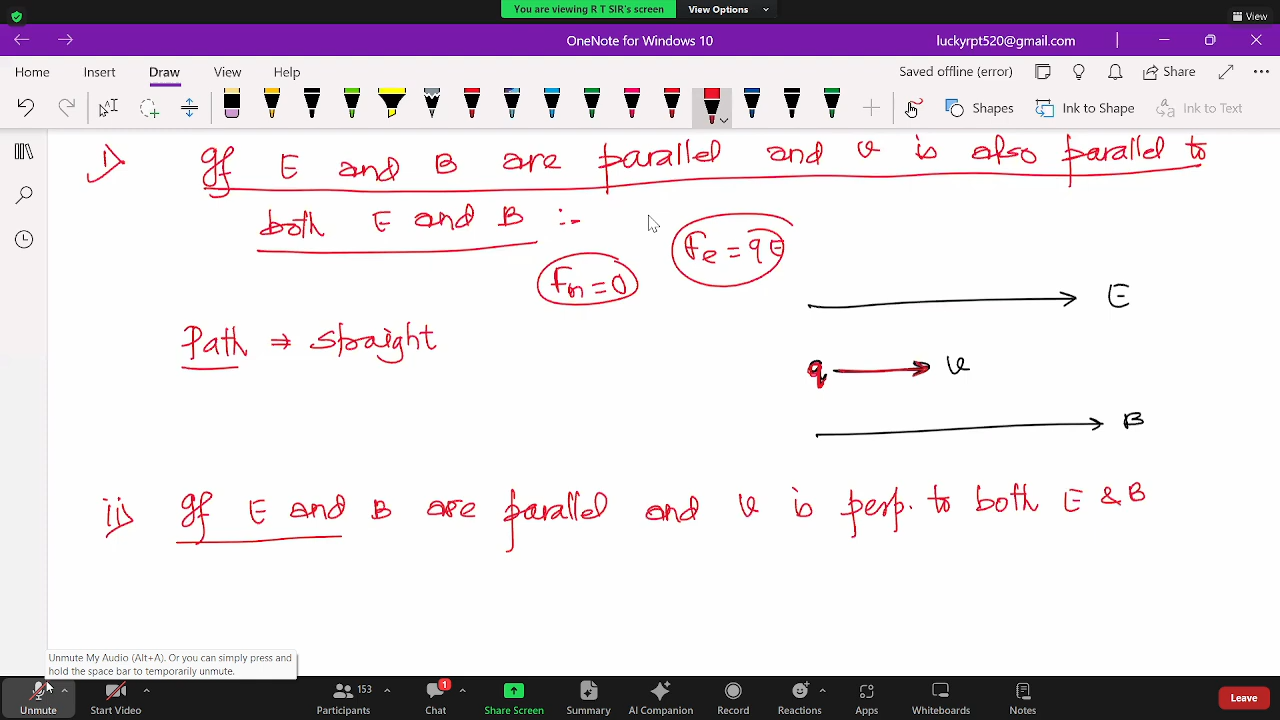 You are viewing R T SIR's screen
View Options
View
OneNote for Windows 10
luckyrpt520@gmail.com
Home Insert Draw View Help
Saved offline (error)
Share
Shapes
Ink to Shape
Ink to Text
i) If E and B are parallel and v is also parallel to
both E and B :-
Fm = 0
Fe = qE
E
Path ⇒ straight
q v
B
ii) If E and B are parallel and v is perp. to both E & B
Unmute My Audio (Alt+A). Or you can simply press and
hold the space bar to temporarily unmute.
153
1
Unmute Start Video Participants Chat Share Screen Summary AI Companion Record Reactions Apps Whiteboards Notes
Leave